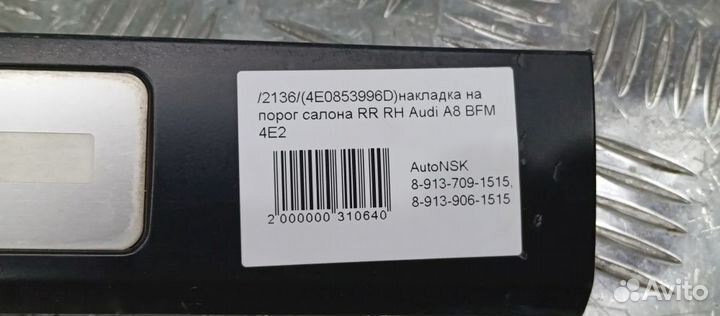 /2136/(4E0853996D)накладка на
порог салона RR RH Audi A8 BFM
4E2
AutoNSK
8-913-709-1515,
8-913-906-1515
2 000000 310640
Avito